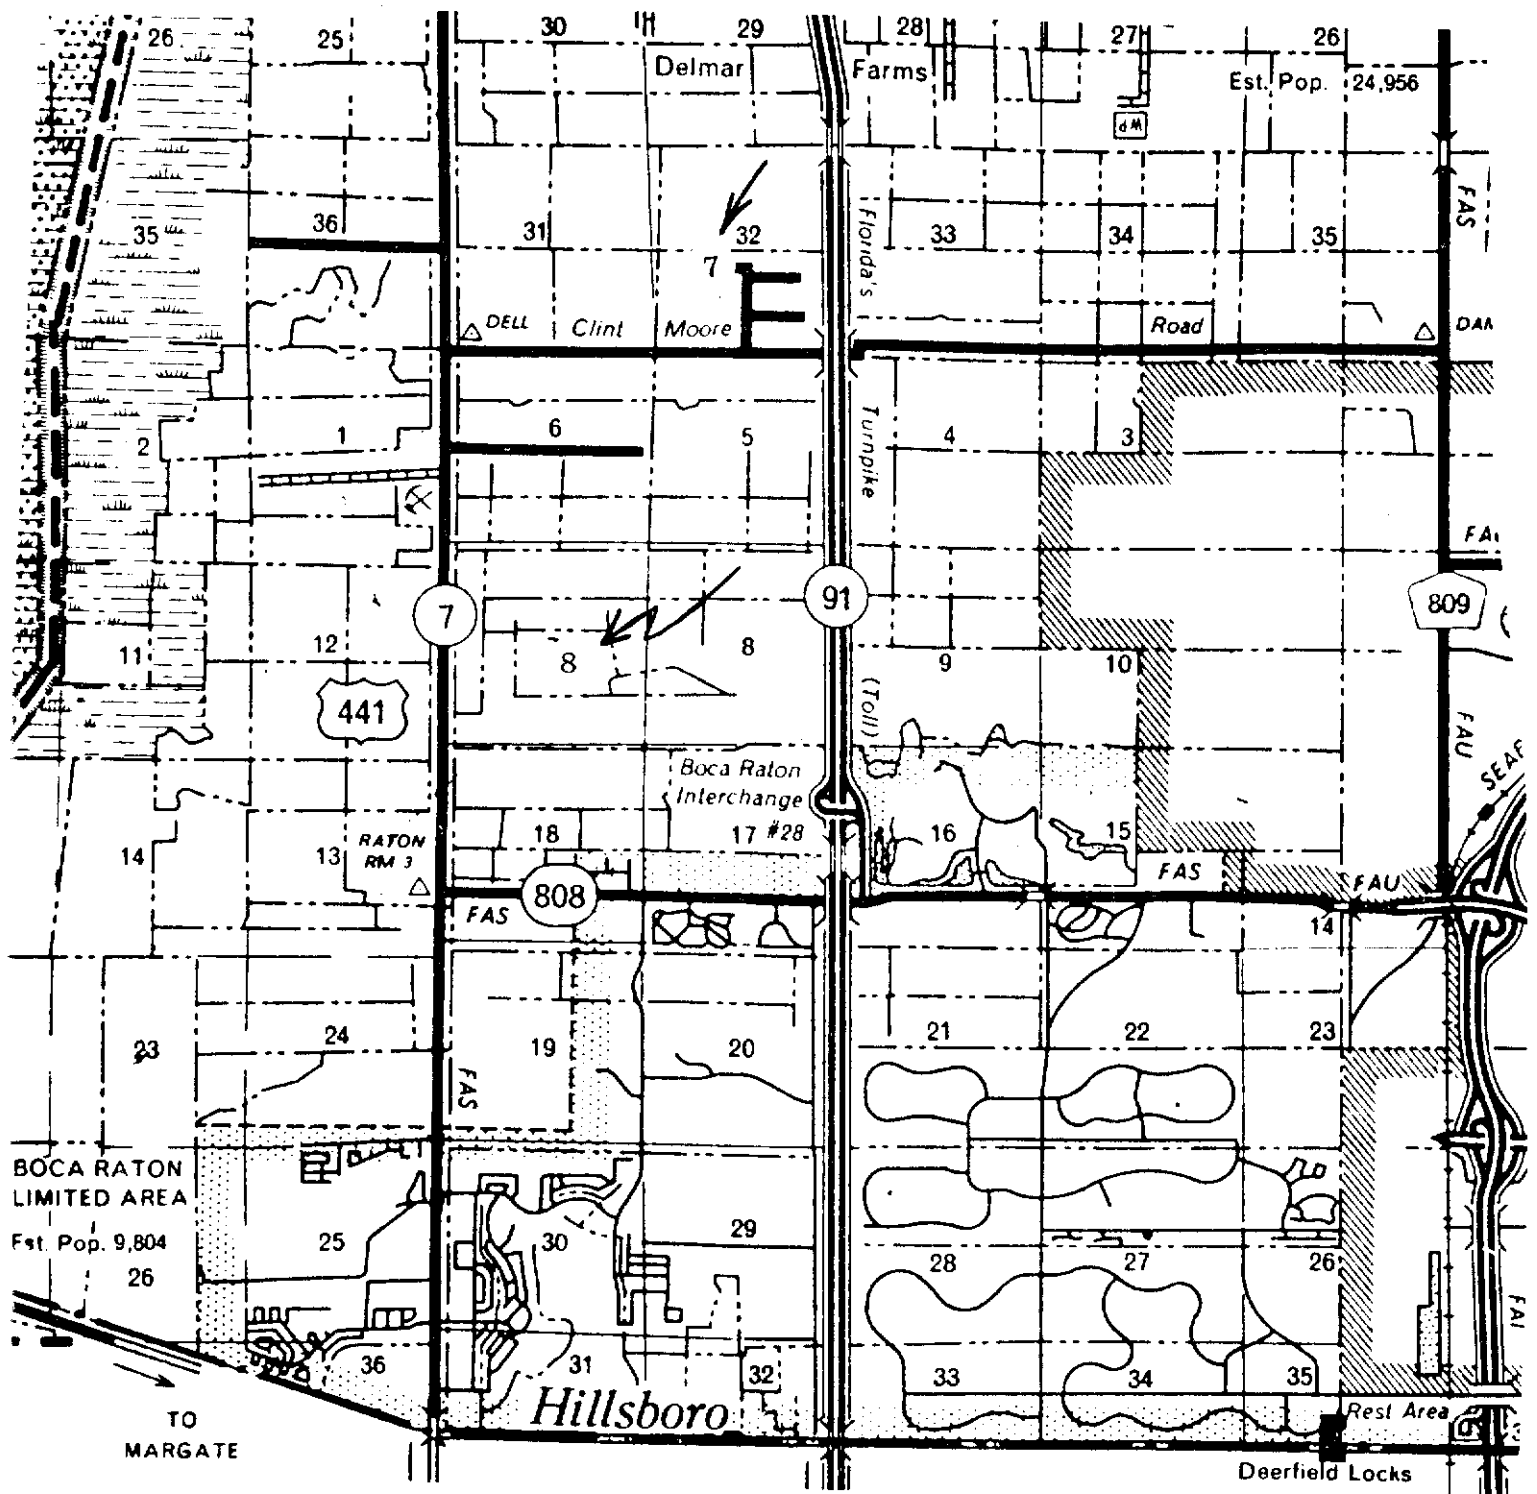 26 25 30 29 28 27 26
Delmar Farms
Est. Pop. 24,956
WP
FAS
35 36 31 32 33 34 35
7
Florida's
DELL Clint Moore Road DAN
2 1 6 5 4 3
Turnpike
7 91 809
11 12 8 8 9 10
441
(Toll)
FAU
Boca Raton
Interchange
#28
RATON
RM 3
14 13 18 17 16 15
808
FAS FAS FAU
14
23 24 19 20 21 22 23
FAS
BOCA RATON
LIMITED AREA
Est. Pop. 9,804
26 25 30 29 28 27 26
36 31 32 33 34 35
Hillsboro
Rest Area
TO
MARGATE
Deerfield Locks